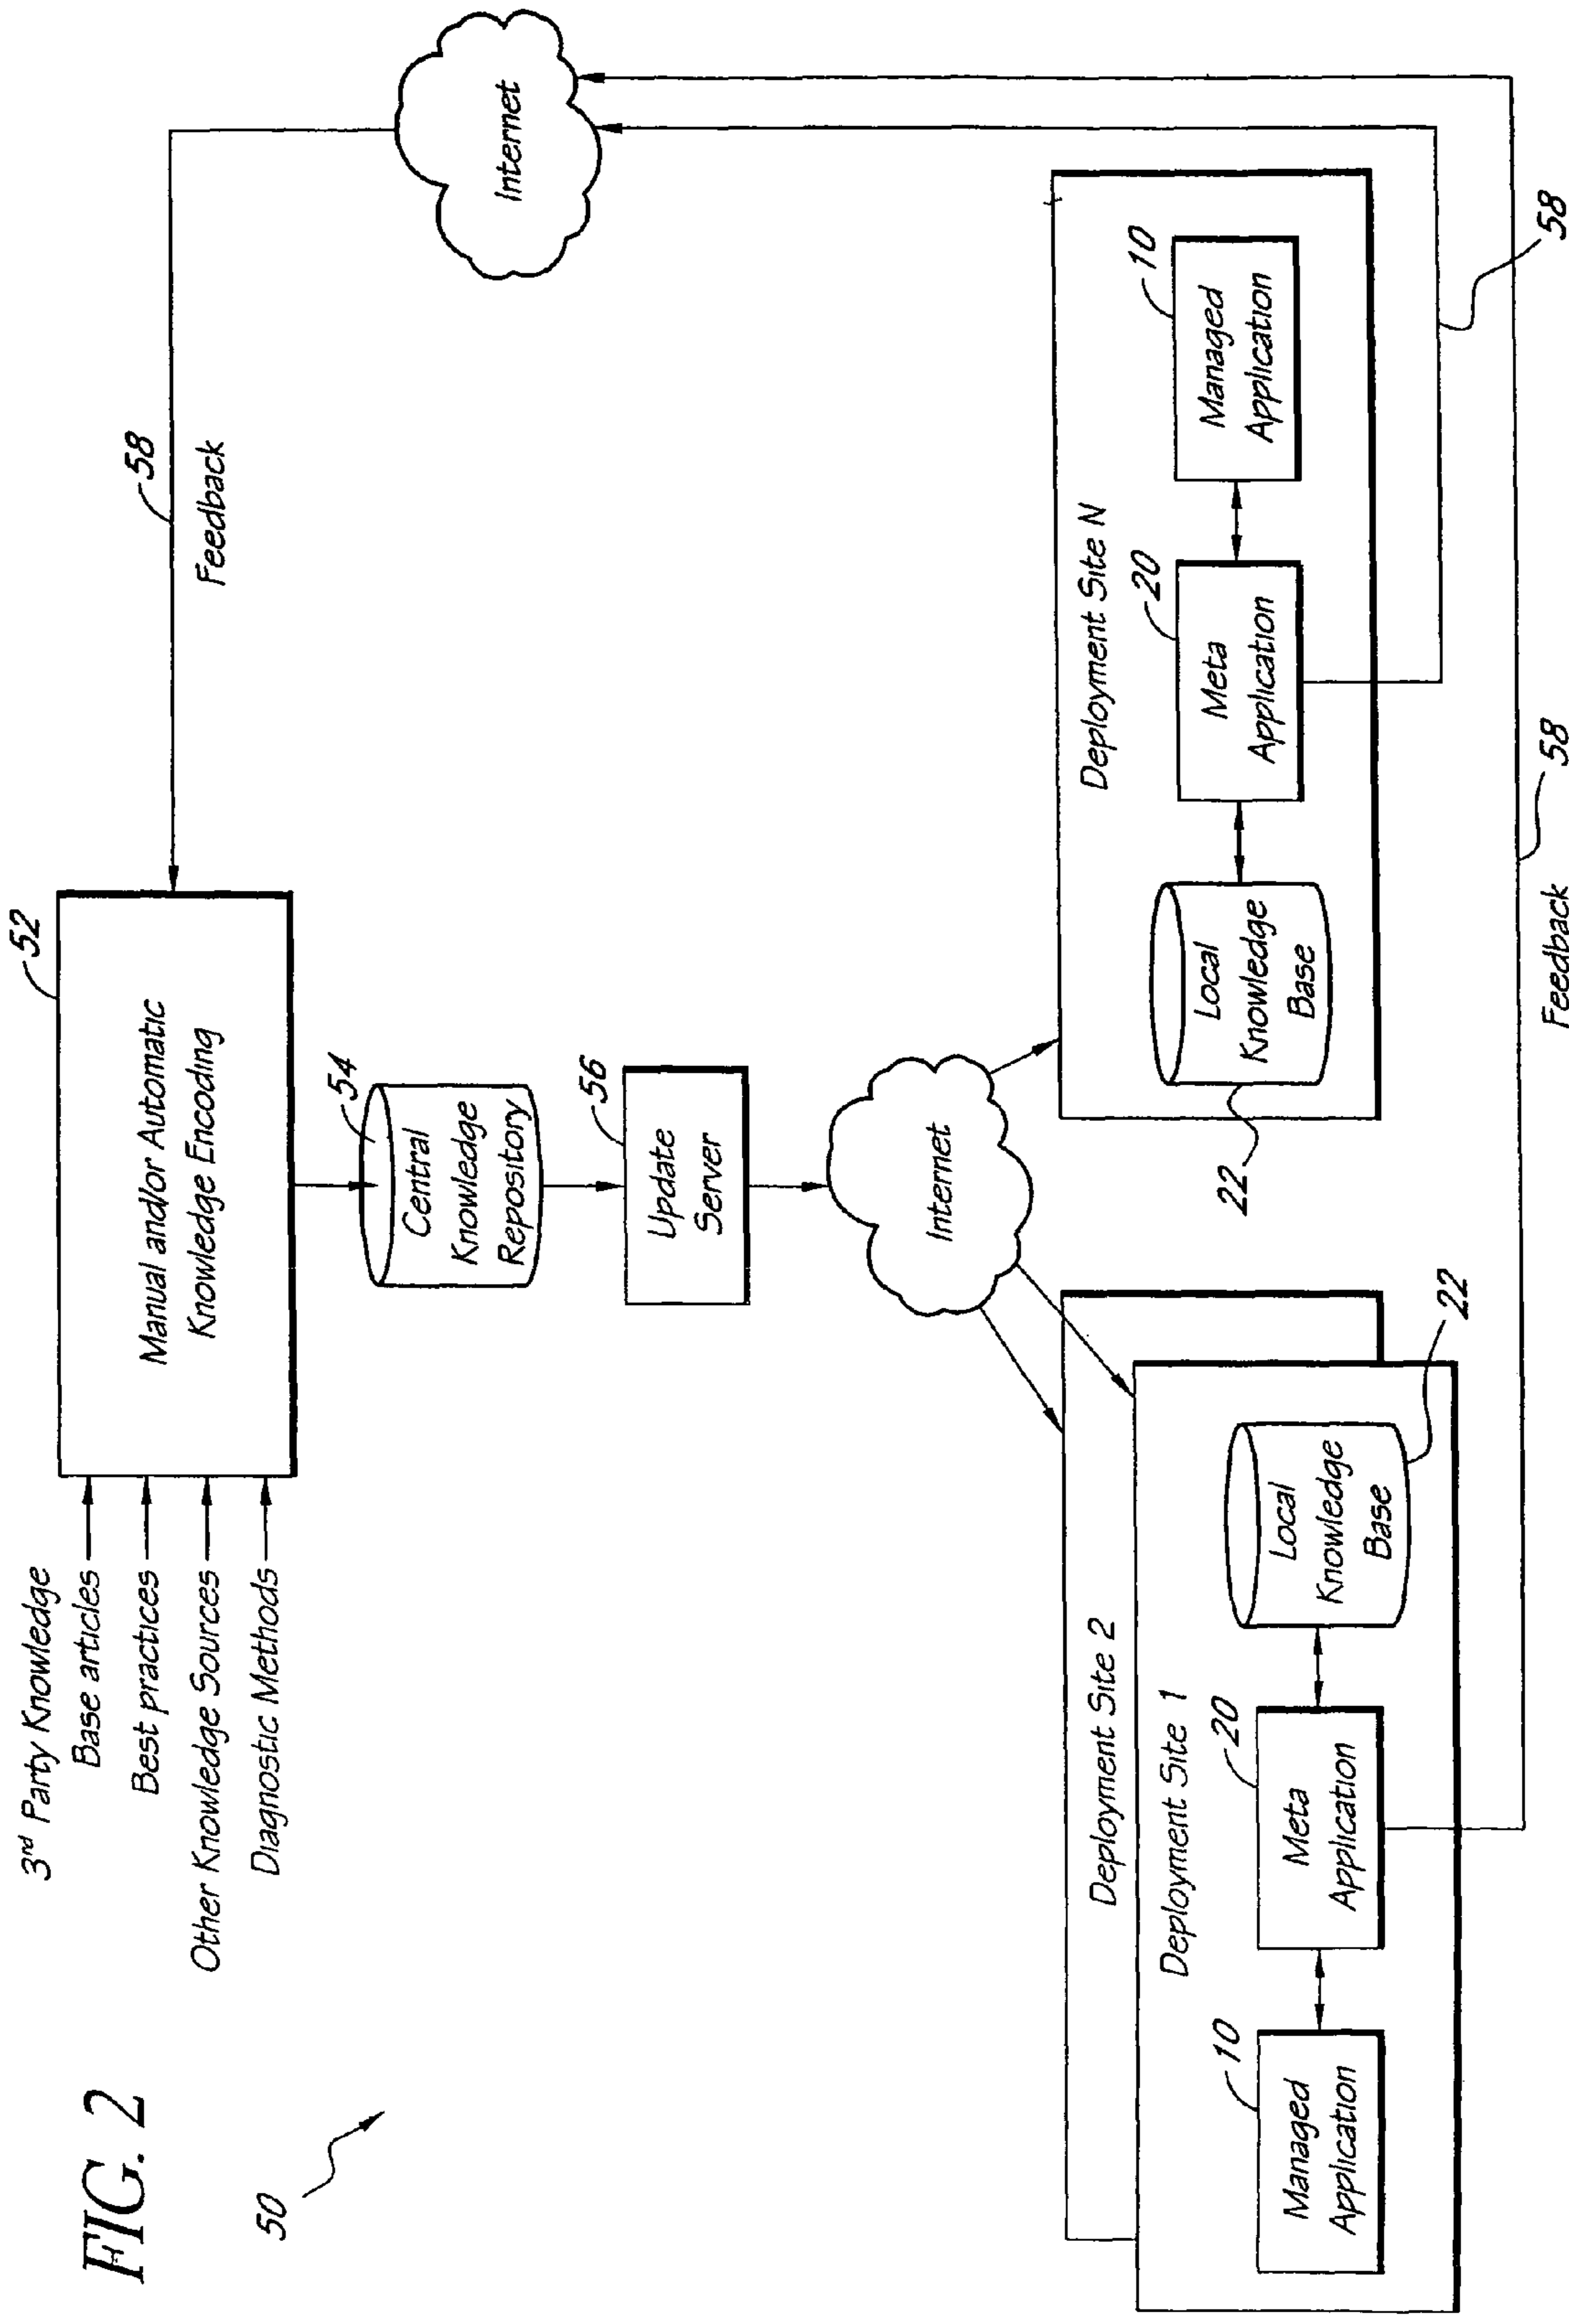 FIG. 2
50
3rd Party Knowledge
Base articles
Best practices
Other Knowledge Sources
Diagnostic Methods
52
Manual and/or Automatic
Knowledge Encoding
58
Feedback
Internet
54
Central
Knowledge
Repository
56
Update
Server
Internet
Deployment Site 2
Deployment Site 1
10
Managed
Application
20
Meta
Application
Local
Knowledge
Base
22
Deployment Site N
22
Local
Knowledge
Base
20
Meta
Application
10
Managed
Application
58
Feedback
58